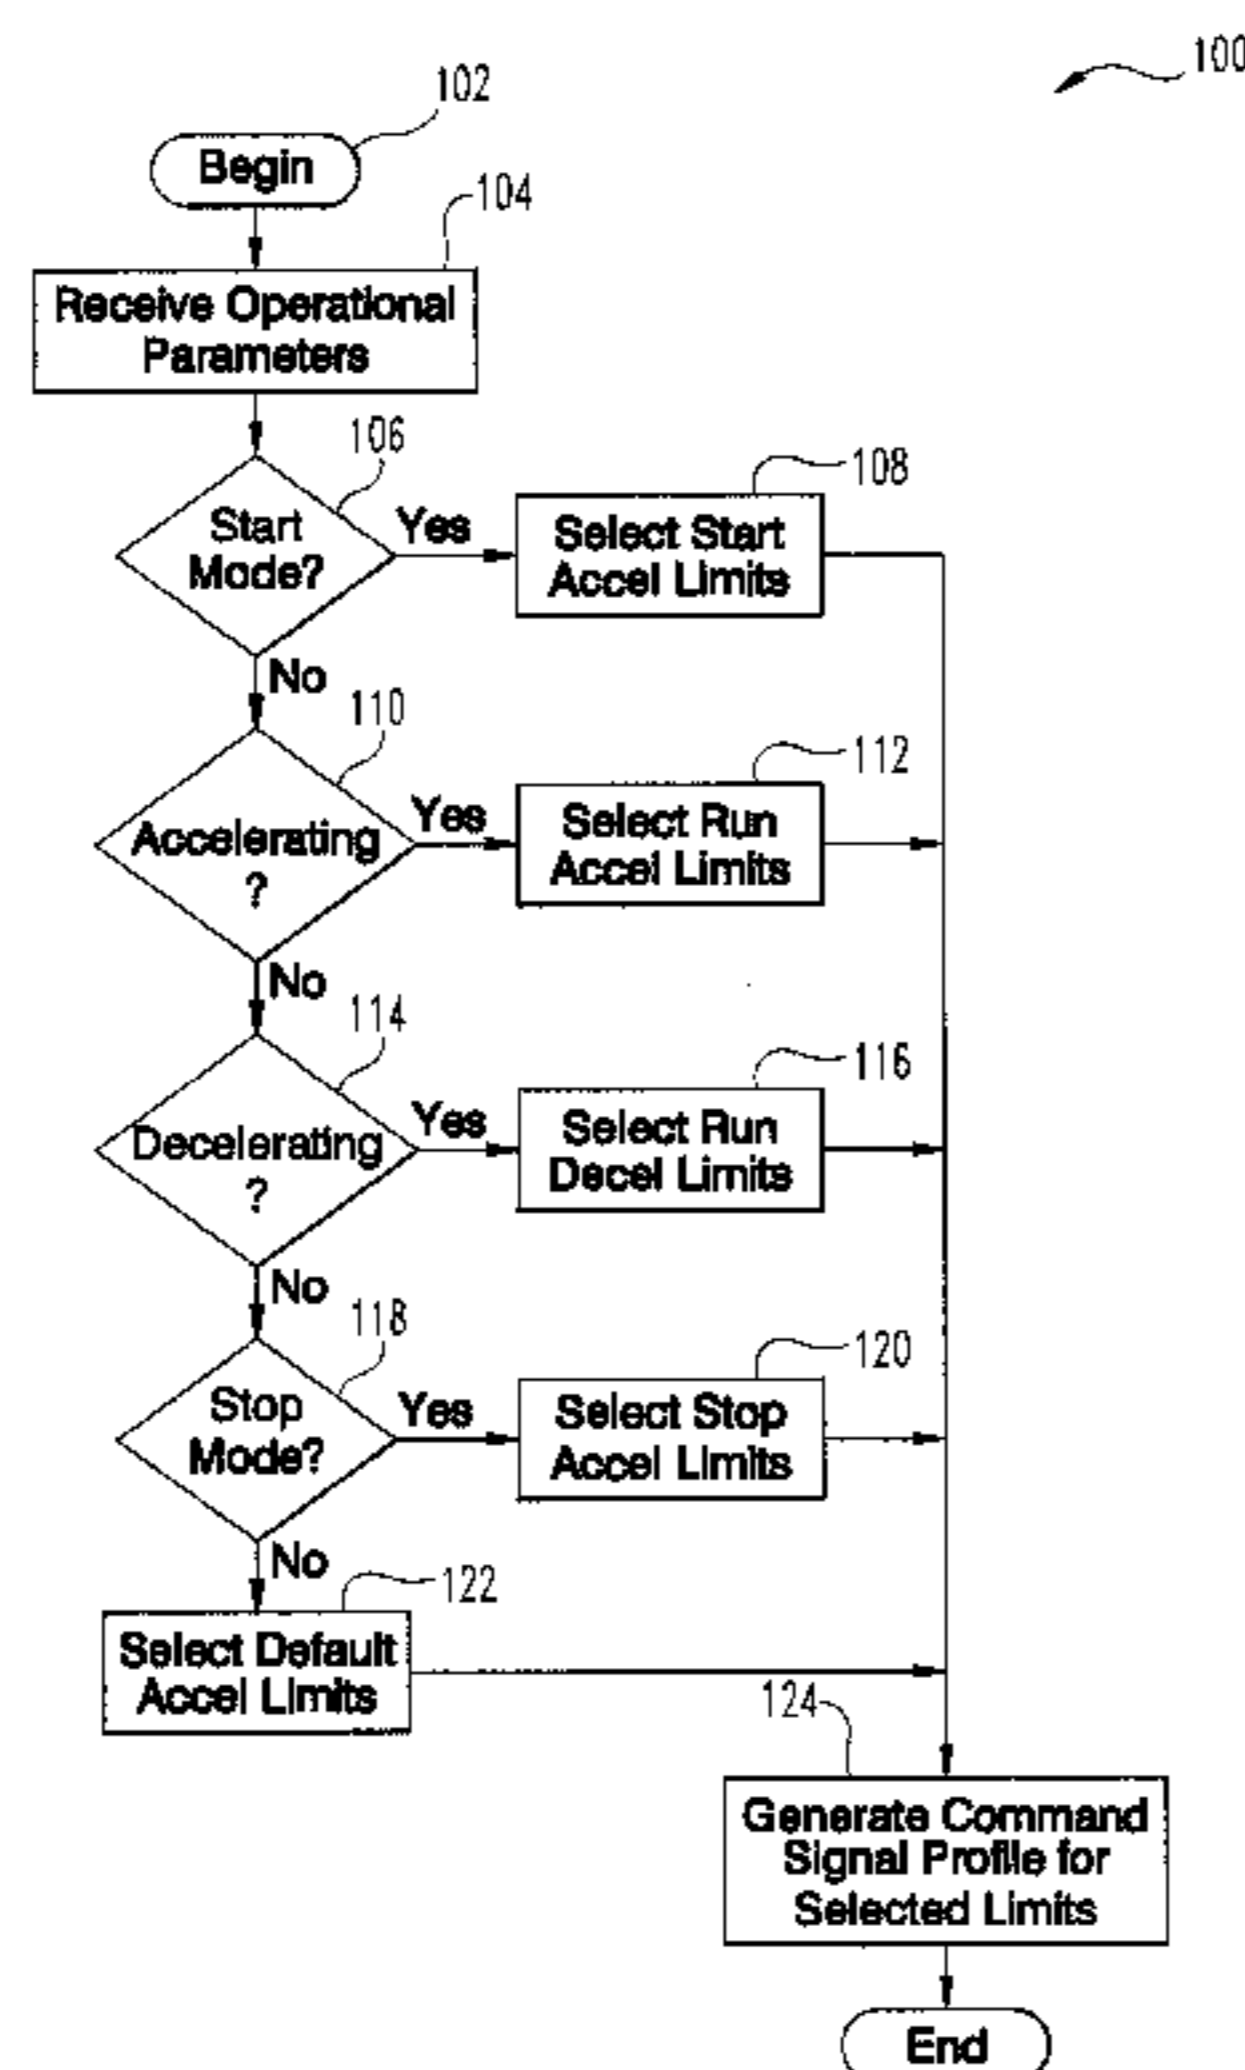 100
102
Begin
104
Receive Operational
Parameters
106
Start
Mode?
Yes
108
Select Start
Accel Limits
No
110
Accelerating
?
Yes
112
Select Run
Accel Limits
No
114
Decelerating
?
Yes
116
Select Run
Decel Limits
No
118
Stop
Mode?
Yes
120
Select Stop
Accel Limits
No
122
Select Default
Accel Limits
124
Generate Command
Signal Profile for
Selected Limits
End